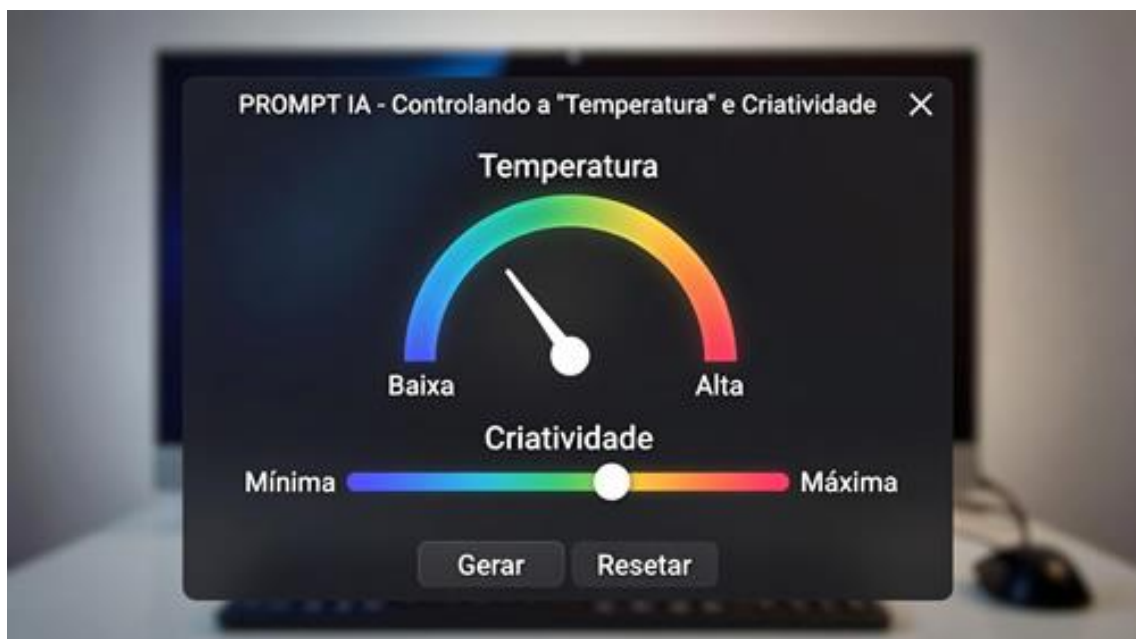 PROMPT IA - Controlando a "Temperatura" e Criatividade
Temperatura
Baixa
Alta
Criatividade
Mínima
Máxima
Gerar
Resetar